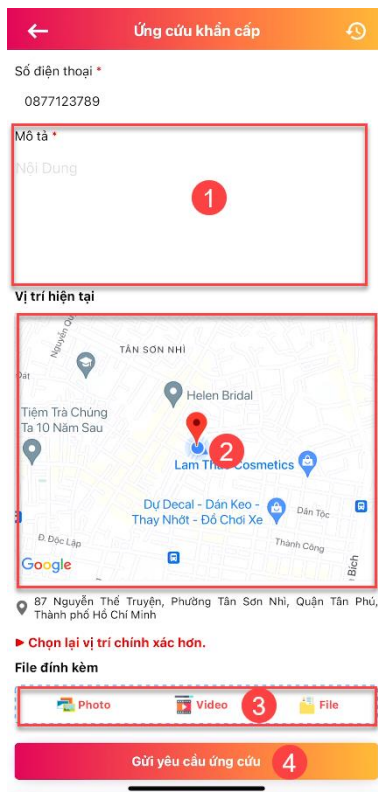 Ứng cứu khẩn cấp
Số điện thoại *
0877123789
Mô tả *
Nội Dung
1
Vị trí hiện tại
TÂN SƠN NHÌ
Helen Bridal
Tiệm Trà Chúng
Ta 10 Năm Sau
2
Cosmetics
Dự Decal - Dán Keo -
Thay Nhớt - Đồ Chơi Xe
Dân Tộc
Đ. Độc Lập
Thành Công
Bích
Google
87 Nguyễn Thế Truyện, Phường Tân Sơn Nhì, Quận Tân Phú,
Thành phố Hồ Chí Minh
► Chọn lại vị trí chính xác hơn.
File đính kèm
Photo
Video
3
File
Gửi yêu cầu ứng cứu
4